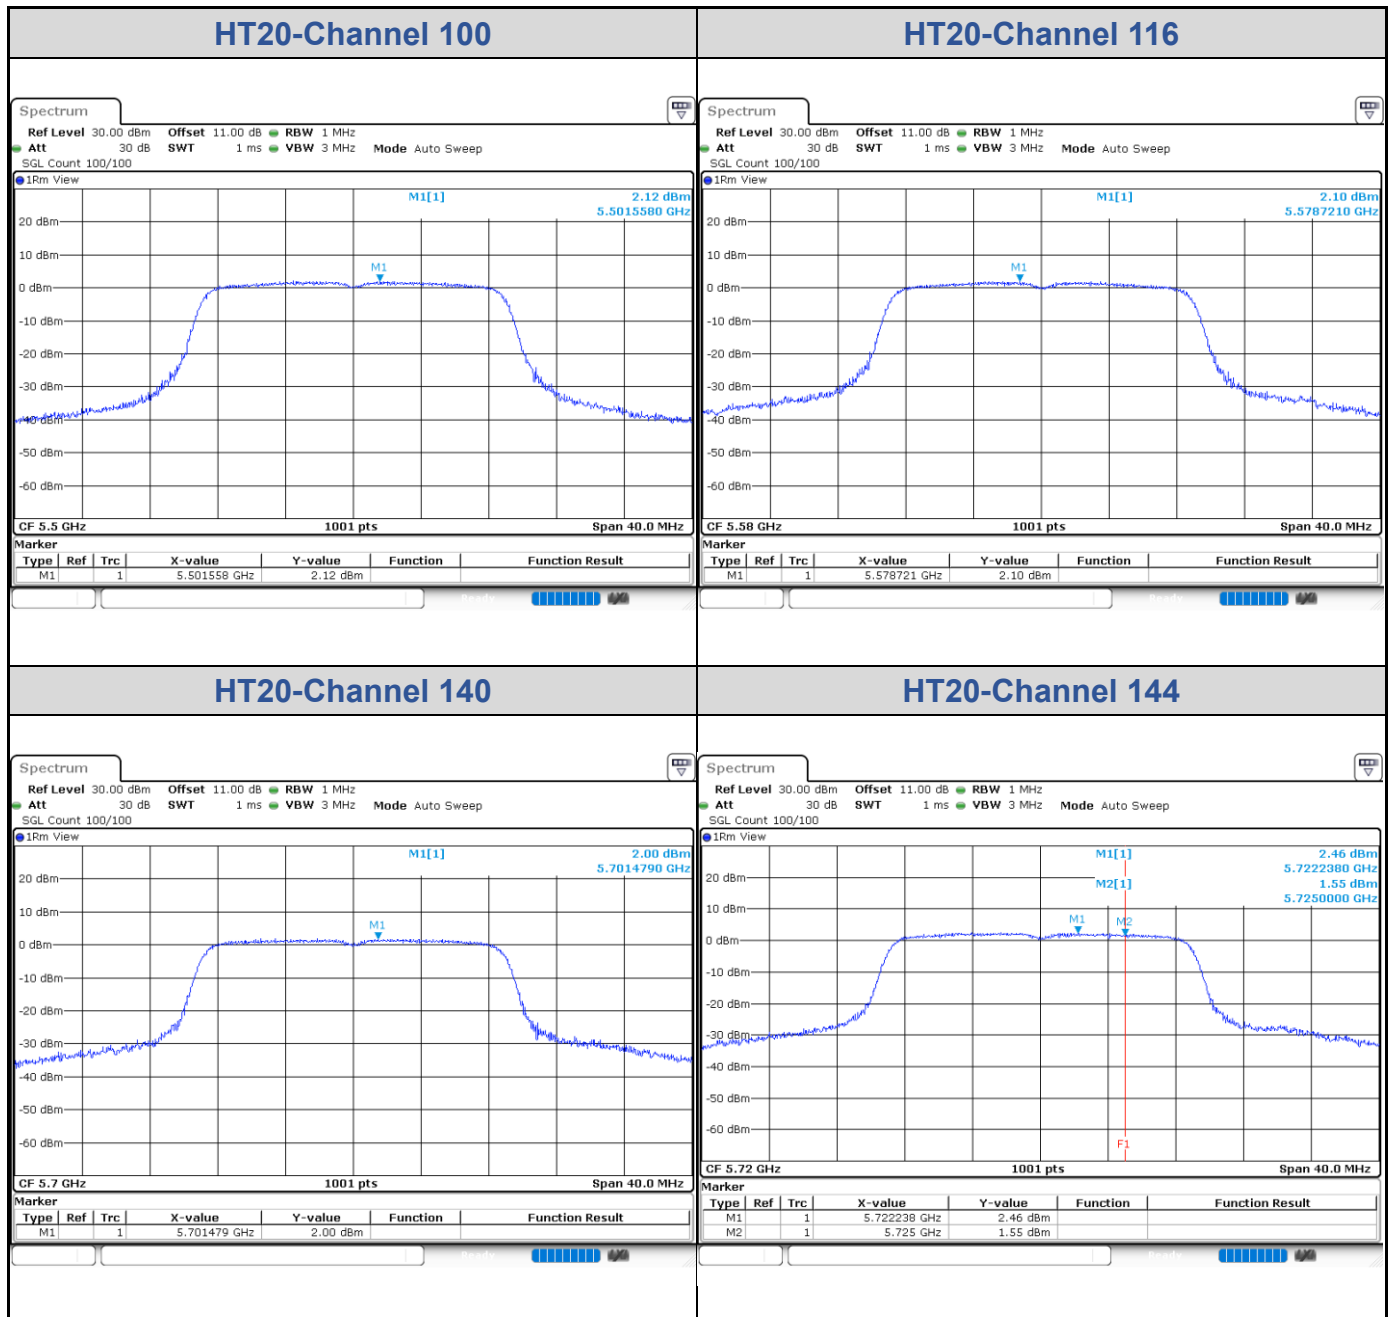 HT20-Channel 100
Spectrum
Ref Level 30.00 dBm Offset 11.00 dB RBW 1 MHz
Att 30 dB SWT 1 ms VBW 3 MHz Mode Auto Sweep
SGL Count 100/100
1Rm View
M1[1] 2.12 dBm
5.5015580 GHz
20 dBm
10 dBm
M1
0 dBm
-10 dBm
-20 dBm
-30 dBm
-40 dBm
-50 dBm
-60 dBm
CF 5.5 GHz 1001 pts Span 40.0 MHz
Marker
Type Ref Trc X-value Y-value Function Function Result
M1 1 5.501558 GHz 2.12 dBm
Ready
HT20-Channel 116
Spectrum
Ref Level 30.00 dBm Offset 11.00 dB RBW 1 MHz
Att 30 dB SWT 1 ms VBW 3 MHz Mode Auto Sweep
SGL Count 100/100
1Rm View
M1[1] 2.10 dBm
5.5787210 GHz
20 dBm
10 dBm
M1
0 dBm
-10 dBm
-20 dBm
-30 dBm
-40 dBm
-50 dBm
-60 dBm
CF 5.58 GHz 1001 pts Span 40.0 MHz
Marker
Type Ref Trc X-value Y-value Function Function Result
M1 1 5.578721 GHz 2.10 dBm
Ready
HT20-Channel 140
Spectrum
Ref Level 30.00 dBm Offset 11.00 dB RBW 1 MHz
Att 30 dB SWT 1 ms VBW 3 MHz Mode Auto Sweep
SGL Count 100/100
1Rm View
M1[1] 2.00 dBm
5.7014790 GHz
20 dBm
10 dBm
M1
0 dBm
-10 dBm
-20 dBm
-30 dBm
-40 dBm
-50 dBm
-60 dBm
CF 5.7 GHz 1001 pts Span 40.0 MHz
Marker
Type Ref Trc X-value Y-value Function Function Result
M1 1 5.701479 GHz 2.00 dBm
Ready
HT20-Channel 144
Spectrum
Ref Level 30.00 dBm Offset 11.00 dB RBW 1 MHz
Att 30 dB SWT 1 ms VBW 3 MHz Mode Auto Sweep
SGL Count 100/100
1Rm View
M1[1] 2.46 dBm
5.7222380 GHz
M2[1] 1.55 dBm
5.7250000 GHz
20 dBm
10 dBm
M1 M2
0 dBm
-10 dBm
-20 dBm
-30 dBm
-40 dBm
-50 dBm
-60 dBm
F1
CF 5.72 GHz 1001 pts Span 40.0 MHz
Marker
Type Ref Trc X-value Y-value Function Function Result
M1 1 5.722238 GHz 2.46 dBm
M2 1 5.725 GHz 1.55 dBm
Ready